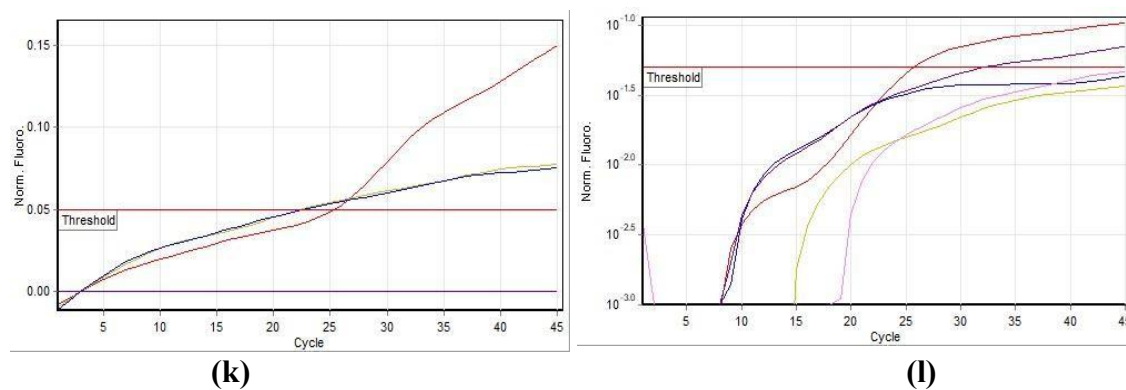 0.15
0.10
0.05
0.00
Norm. Fluoro.
Threshold
5 10 15 20 25 30 35 40 45
Cycle
(k)
10^-1.0
10^-1.5
10^-2.0
10^-2.5
10^-3.0
Norm. Fluoro.
Threshold
5 10 15 20 25 30 35 40 45
Cycle
(l)